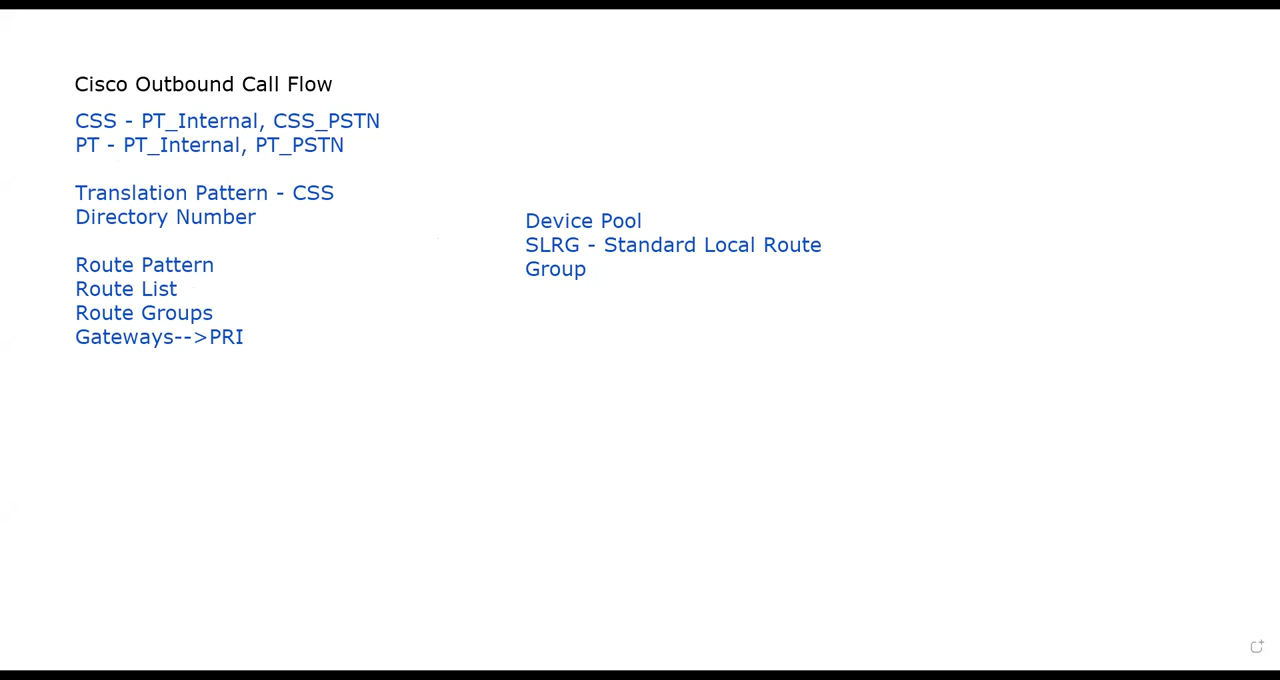 Cisco Outbound Call Flow
CSS - PT_Internal, CSS_PSTN
PT - PT_Internal, PT_PSTN
Translation Pattern - CSS
Directory Number
Route Pattern
Route List
Route Groups
Gateways-->PRI
Device Pool
SLRG - Standard Local Route
Group